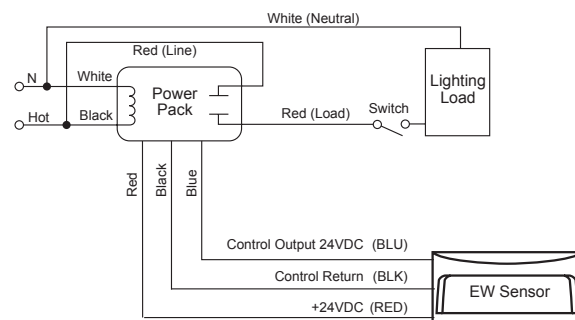 White (Neutral)
Red (Line)
N
White
Hot
Black
Power
Pack
Red (Load)
Switch
Lighting
Load
Red
Black
Blue
Control Output 24VDC (BLU)
Control Return (BLK)
+24VDC (RED)
EW Sensor